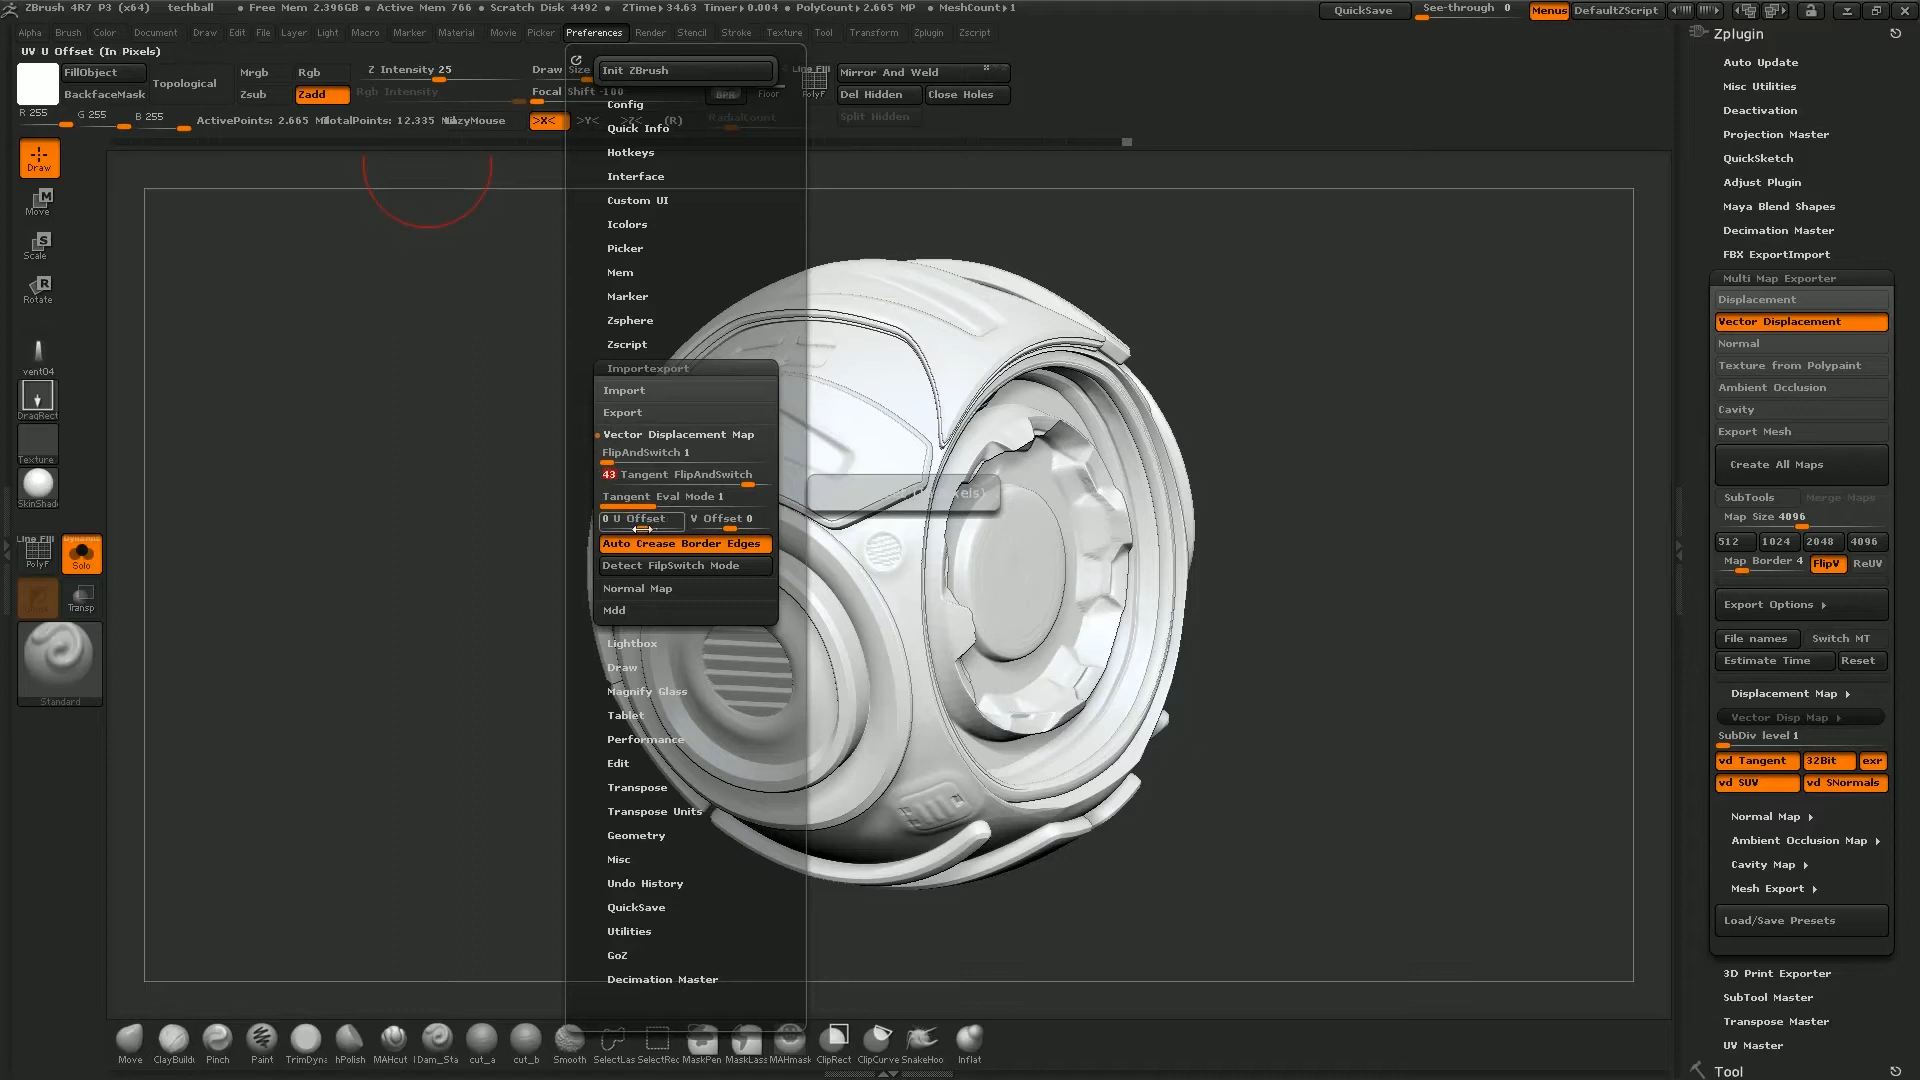 ZBrush 4R7 P3 (x64) techball • Free Mem 2.396GB • Active Mem 766 • Scratch Disk 4492 • ZTime▸34.63 Timer▸0.004 • PolyCount▸2.665 MP • MeshCount▸1 QuickSave See-through 0 Menus DefaultZScript
Alpha Brush Color Document Draw Edit File Layer Light Macro Marker Material Movie Picker Preferences Render Stencil Stroke Texture Tool Transform Zplugin Zscript
UV U Offset (In Pixels)
FillObject
BackfaceMask
Topological
Mrgb Rgb
Zsub Zadd
Z Intensity 25
Rgb Intensity
Draw Size
Focal Shift -100
R 255 G 255 B 255
ActivePoints: 2.665
TotalPoints: 12.335
LazyMouse
>X< >Y< >Z< (R)
RadialCount
BPR
Floor
Line Fill
PolyF
Mirror And Weld
Del Hidden Close Holes
Split Hidden
Draw
Move
Scale
Rotate
vent04
DragRect
Texture
SkinShad
Line Fill
PolyF
Dynamic
Solo
Transp
Standard
Init ZBrush
Config
Quick Info
Hotkeys
Interface
Custom UI
Icolors
Picker
Mem
Marker
Zsphere
Zscript
Importexport
Import
Export
Vector Displacement Map
FlipAndSwitch 1
43 Tangent FlipAndSwitch
Tangent Eval Mode 1
0 U Offset V Offset 0
Auto Crease Border Edges
Detect FilpSwitch Mode
Normal Map
Mdd
Lightbox
Draw
Magnify Glass
Tablet
Performance
Edit
Transpose
Transpose Units
Geometry
Misc
Undo History
QuickSave
Utilities
GoZ
Decimation Master
Zplugin
Auto Update
Misc Utilities
Deactivation
Projection Master
QuickSketch
Adjust Plugin
Maya Blend Shapes
Decimation Master
FBX ExportImport
Multi Map Exporter
Displacement
Vector Displacement
Normal
Texture from Polypaint
Ambient Occlusion
Cavity
Export Mesh
Create All Maps
SubTools Merge Maps
Map Size 4096
512 1024 2048 4096
Map Border 4 FlipV ReUV
Export Options ▸
File names Switch MT
Estimate Time Reset
Displacement Map ▸
Vector Disp Map ▸
SubDiv level 1
vd Tangent 32Bit exr
vd SUV vd SNormals
Normal Map ▸
Ambient Occlusion Map ▸
Cavity Map ▸
Mesh Export ▸
Load/Save Presets
3D Print Exporter
SubTool Master
Transpose Master
UV Master
Tool
Move ClayBuildu Pinch Paint TrimDyna hPolish MAHcut Dam_Sta cut_a cut_b Smooth SelectLas SelectRec MaskPen MaskLass MAHmask ClipRect ClipCurve SnakeHoo Inflat